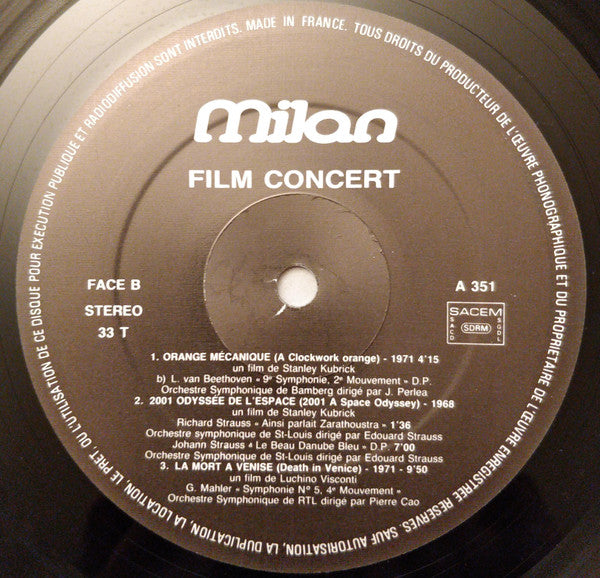 MADE IN FRANCE. TOUS DROITS DU PRODUCTEUR DE L'ŒUVRE PHONOGRAPHIQUE ET DU PROPRIETAIRE DE L'ŒUVRE ENREGISTREE RESERVES. SAUF AUTORISATION, LA DUPLICATION, LA LOCATION, LE PRET OU L'UTILISATION DE CE DISQUE POUR EXECUTION PUBLIQUE ET RADIODIFFUSION SONT INTERDITS.
milan
FILM CONCERT
FACE B
STEREO
33 T
A 351
SACEM
SACD
SDRM
SGDL
1. ORANGE MÉCANIQUE (A Clockwork orange) - 1971 4'15
un film de Stanley Kubrick
b) L. van Beethoven « 9e Symphonie, 2e Mouvement » D.P.
Orchestre Symphonique de Bamberg dirigé par J. Perlea
2. 2001 ODYSSÉE DE L'ESPACE (2001 A Space Odyssey) - 1968
un film de Stanley Kubrick
Richard Strauss « Ainsi parlait Zarathoustra » - 1'36
Orchestre symphonique de St-Louis dirigé par Edouard Strauss
Johann Strauss « Le Beau Danube Bleu » D.P. 7'00
Orchestre Symphonique de St-Louis dirigé par Edouard Strauss
3. LA MORT A VENISE (Death in Venice) - 1971 - 9'50
un film de Luchino Visconti
G. Mahler « Symphonie N° 5, 4e Mouvement »
Orchestre Symphonique de RTL dirigé par Pierre Cao